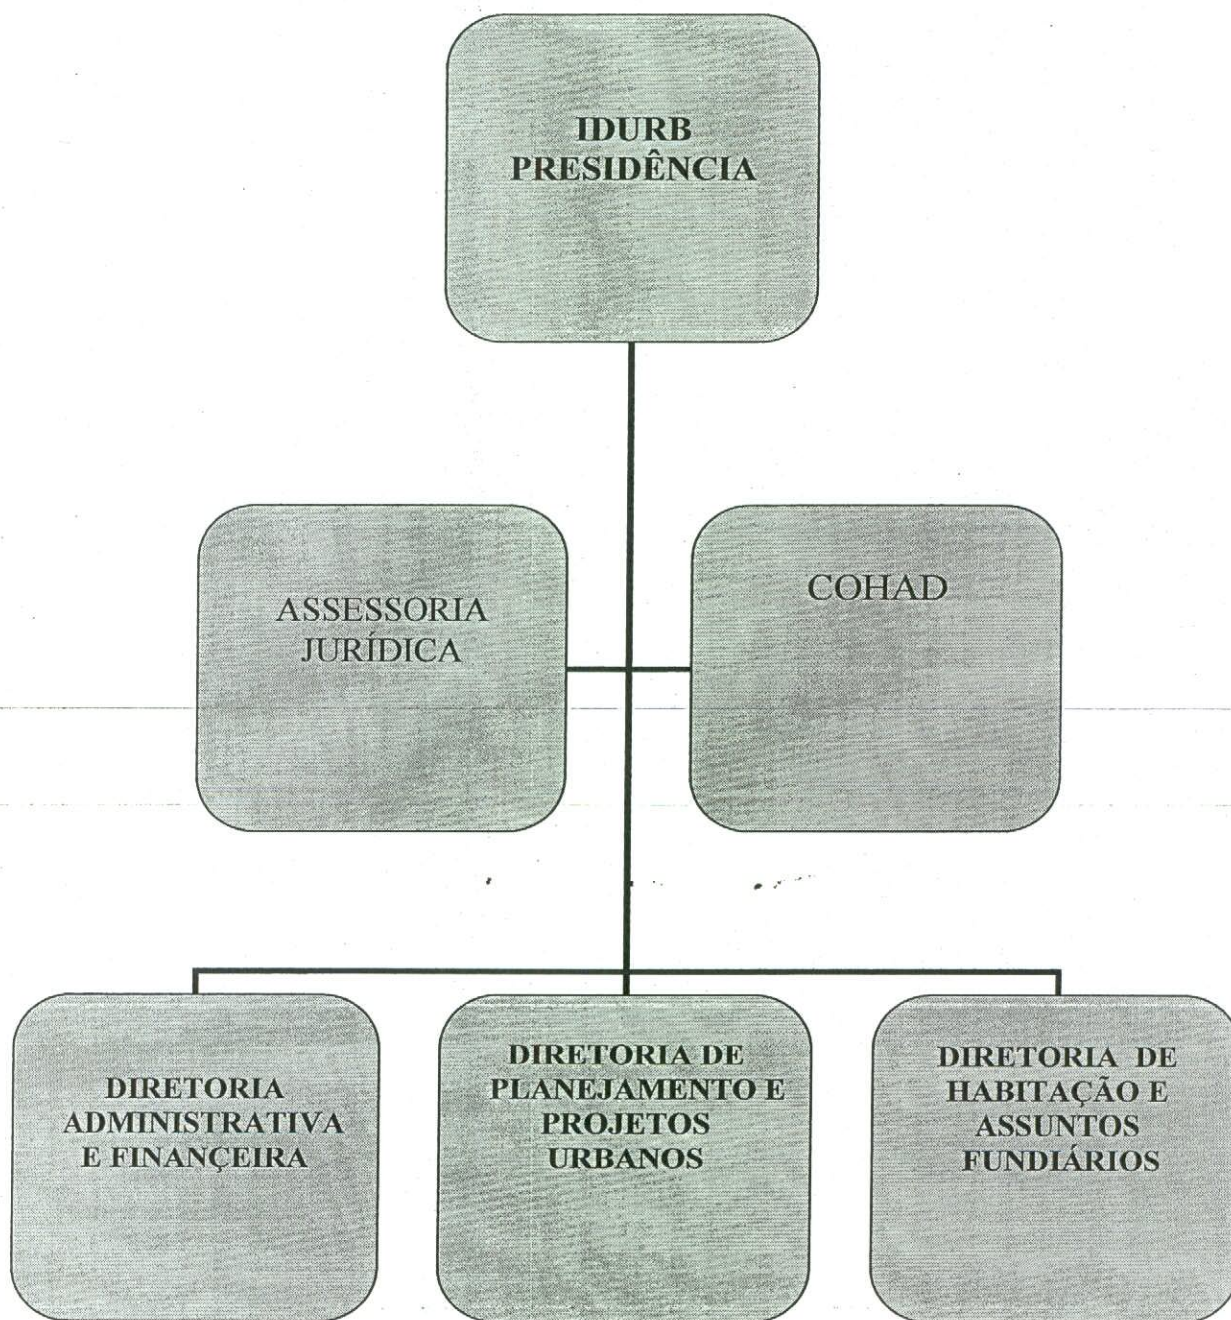 IDURB
PRESIDÊNCIA
ASSESSORIA
JURÍDICA
COHAD
DIRETORIA
ADMINISTRATIVA
E FINANÇEIRA
DIRETORIA DE
PLANEJAMENTO E
PROJETOS
URBANOS
DIRETORIA DE
HABITAÇÃO E
ASSUNTOS
FUNDIÁRIOS